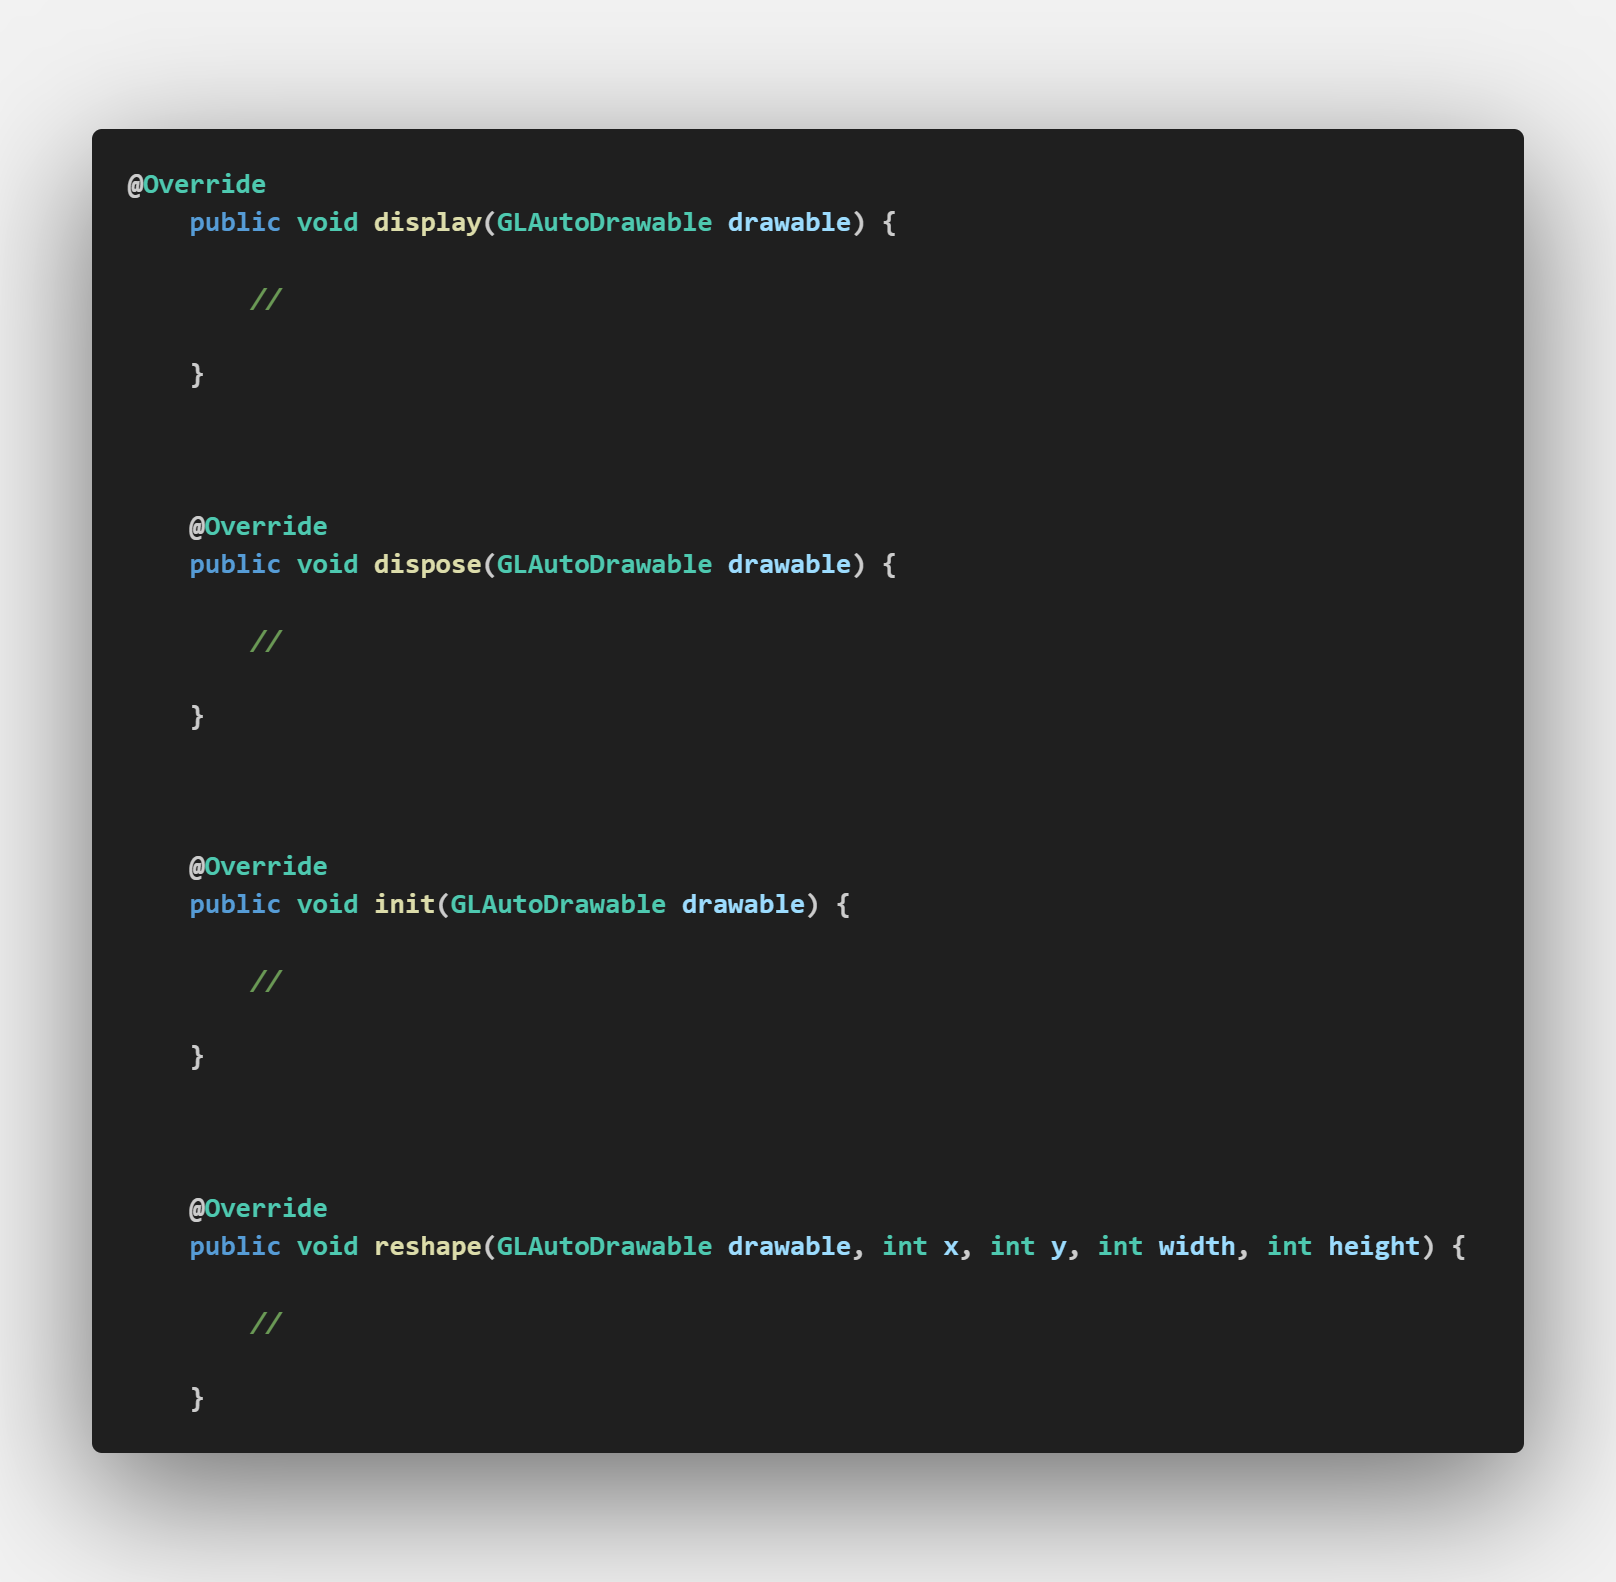 @Override
    public void display(GLAutoDrawable drawable) {
        //
    }
    @Override
    public void dispose(GLAutoDrawable drawable) {
        //
    }
    @Override
    public void init(GLAutoDrawable drawable) {
        //
    }
    @Override
    public void reshape(GLAutoDrawable drawable, int x, int y, int width, int height) {
        //
    }